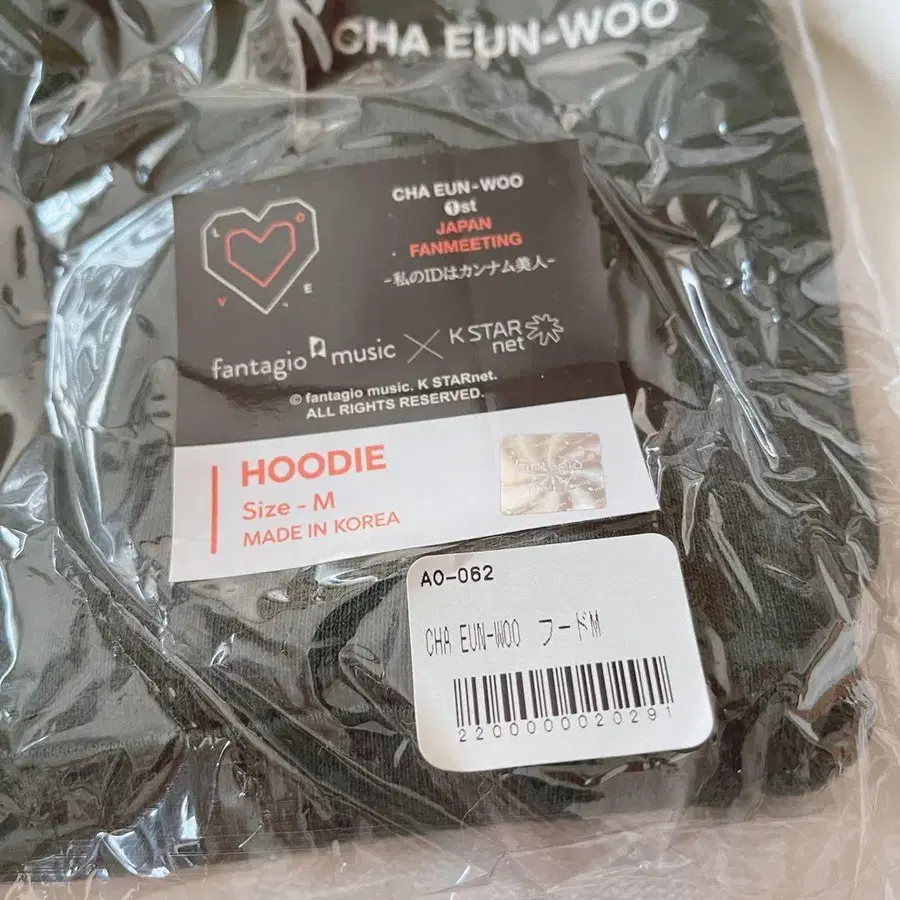 CHA EUN-WOO
CHA EUN-WOO
1st
JAPAN
FANMEETING
-私のIDはカンナム美人-
L O
V E
fantagio music × K STAR net
© fantagio music. K STARnet.
ALL RIGHTS RESERVED.
HOODIE
Size - M
MADE IN KOREA
fantagio
AO-062
CHA EUN-WOO フードM
2200000020291